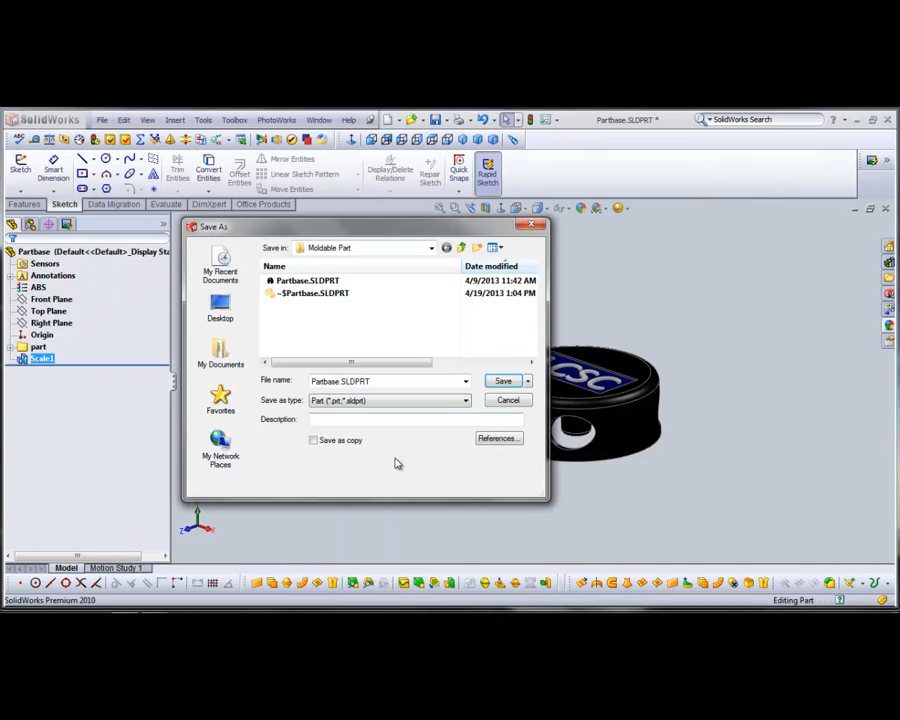 SolidWorks File Edit View Insert Tools Toolbox PhotoWorks Window Help Partbase.SLDPRT * SolidWorks Search
Sketch Smart Dimension Trim Entities Convert Entities Offset Entities Mirror Entities Linear Sketch Pattern Move Entities Display/Delete Relations Repair Sketch Quick Snaps Rapid Sketch
Features Sketch Data Migration Evaluate DimXpert Office Products
Save As
Partbase (Default<<Default>_Display Sta
Sensors
Annotations
ABS
Front Plane
Top Plane
Right Plane
Origin
part
Scale1
Save in: Moldable Part
My Recent Documents
Desktop
My Documents
Favorites
My Network Places
Name Date modified
Partbase.SLDPRT 4/9/2013 11:42 AM
~$Partbase.SLDPRT 4/19/2013 1:04 PM
File name: Partbase.SLDPRT Save
Save as type: Part (*.prt;*.sldprt) Cancel
Description:
Save as copy References...
CSC
Z X
Model Motion Study 1
SolidWorks Premium 2010 Editing Part